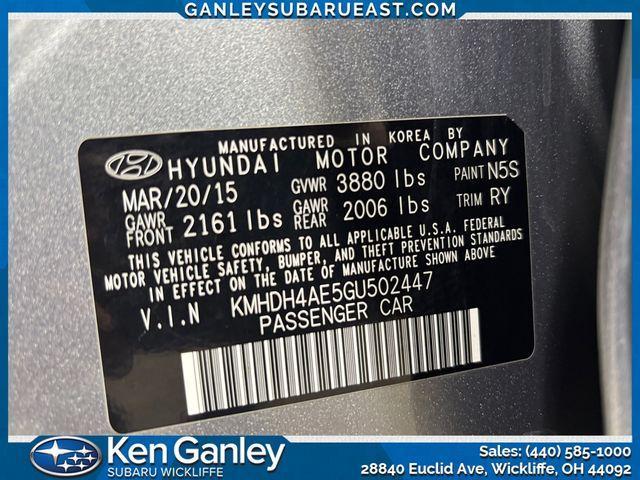 GANLEYSUBARUEAST.COM
MANUFACTURED IN KOREA BY
HYUNDAI MOTOR COMPANY
MAR/20/15 GVWR 3880 lbs PAINT N5S
GAWR FRONT 2161 lbs GAWR REAR 2006 lbs TRIM RY
THIS VEHICLE CONFORMS TO ALL APPLICABLE U.S.A. FEDERAL
MOTOR VEHICLE SAFETY, BUMPER, AND THEFT PREVENTION STANDARDS
IN EFFECT ON THE DATE OF MANUFACTURE SHOWN ABOVE.
V.I.N KMHDH4AE5GU502447
PASSENGER CAR
Ken Ganley
SUBARU WICKLIFFE
Sales: (440) 585-1000
28840 Euclid Ave, Wickliffe, OH 44092